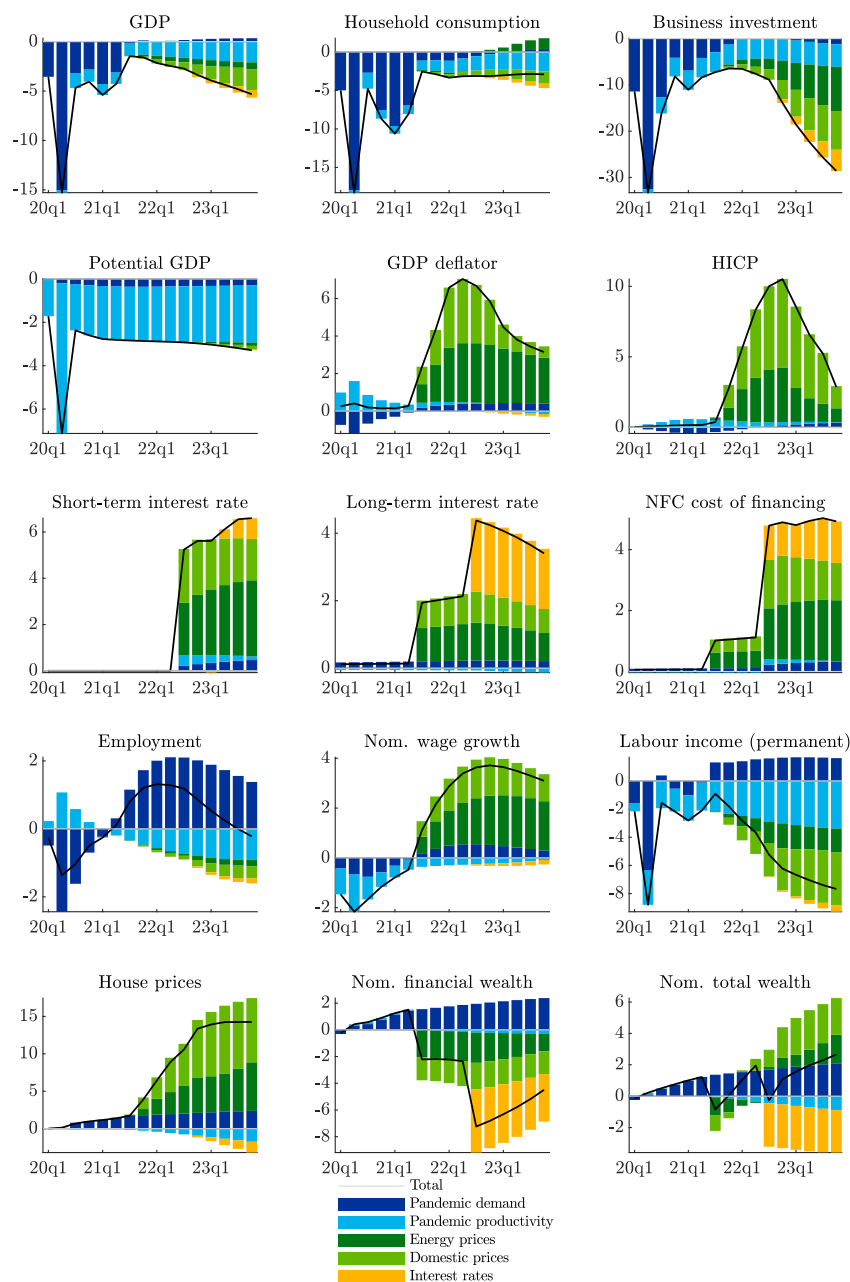 GDP
Household consumption
Business investment
0
-5
-10
-15
20q1 21q1 22q1 23q1
0
-5
-10
-15
20q1 21q1 22q1 23q1
0
-10
-20
-30
20q1 21q1 22q1 23q1
Potential GDP
GDP deflator
HICP
0
-2
-4
-6
20q1 21q1 22q1 23q1
6
4
2
0
20q1 21q1 22q1 23q1
10
5
0
20q1 21q1 22q1 23q1
Short-term interest rate
Long-term interest rate
NFC cost of financing
6
4
2
0
20q1 21q1 22q1 23q1
4
2
0
20q1 21q1 22q1 23q1
4
2
0
20q1 21q1 22q1 23q1
Employment
Nom. wage growth
Labour income (permanent)
2
0
-2
20q1 21q1 22q1 23q1
4
2
0
-2
20q1 21q1 22q1 23q1
0
-2
-4
-6
-8
20q1 21q1 22q1 23q1
House prices
Nom. financial wealth
Nom. total wealth
15
10
5
0
20q1 21q1 22q1 23q1
2
0
-2
-4
-6
-8
20q1 21q1 22q1 23q1
6
4
2
0
-2
20q1 21q1 22q1 23q1
Total
Pandemic demand
Pandemic productivity
Energy prices
Domestic prices
Interest rates